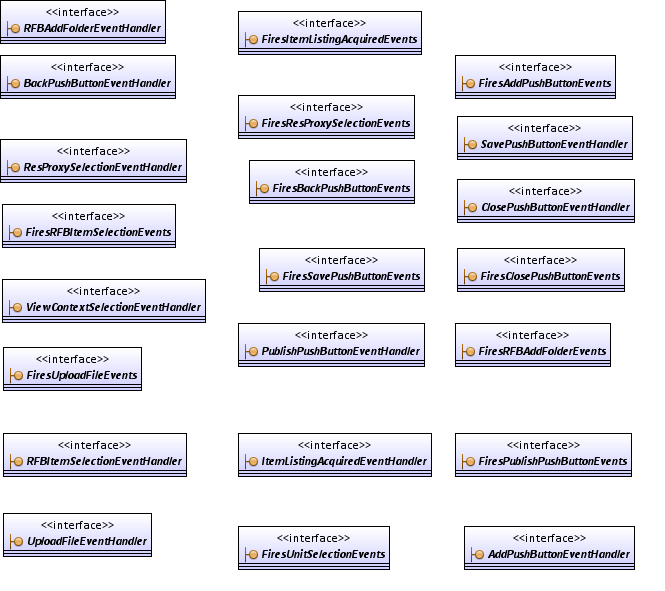 <<interface>>
RFBAddFolderEventHandler
<<interface>>
FiresItemListingAcquiredEvents
<<interface>>
BackPushButtonEventHandler
<<interface>>
FiresAddPushButtonEvents
<<interface>>
FiresResProxySelectionEvents
<<interface>>
SavePushButtonEventHandler
<<interface>>
ResProxySelectionEventHandler
<<interface>>
FiresBackPushButtonEvents
<<interface>>
ClosePushButtonEventHandler
<<interface>>
FiresRFBItemSelectionEvents
<<interface>>
FiresSavePushButtonEvents
<<interface>>
FiresClosePushButtonEvents
<<interface>>
ViewContextSelectionEventHandler
<<interface>>
PublishPushButtonEventHandler
<<interface>>
FiresRFBAddFolderEvents
<<interface>>
FiresUploadFileEvents
<<interface>>
RFBItemSelectionEventHandler
<<interface>>
ItemListingAcquiredEventHandler
<<interface>>
FiresPublishPushButtonEvents
<<interface>>
UploadFileEventHandler
<<interface>>
FiresUnitSelectionEvents
<<interface>>
AddPushButtonEventHandler